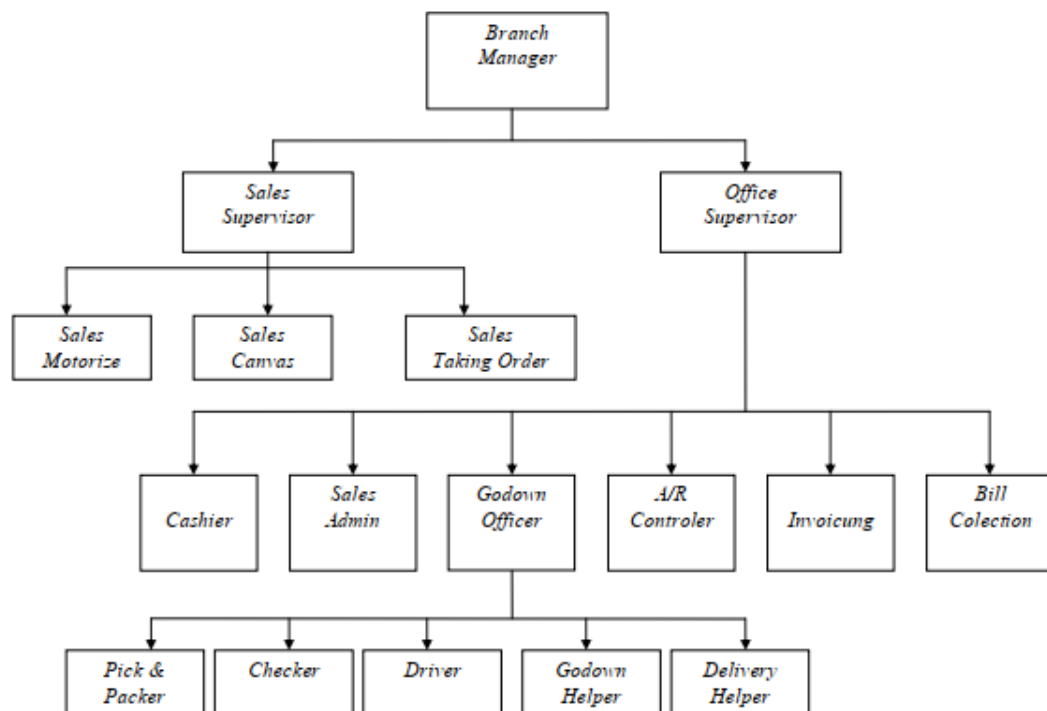 Branch
Manager
Sales
Supervisor
Office
Supervisor
Sales
Motorize
Sales
Canvas
Sales
Taking Order
Cashier
Sales
Admin
Godown
Officer
A/R
Controler
Invoicung
Bill
Colection
Pick &
Packer
Checker
Driver
Godown
Helper
Delivery
Helper